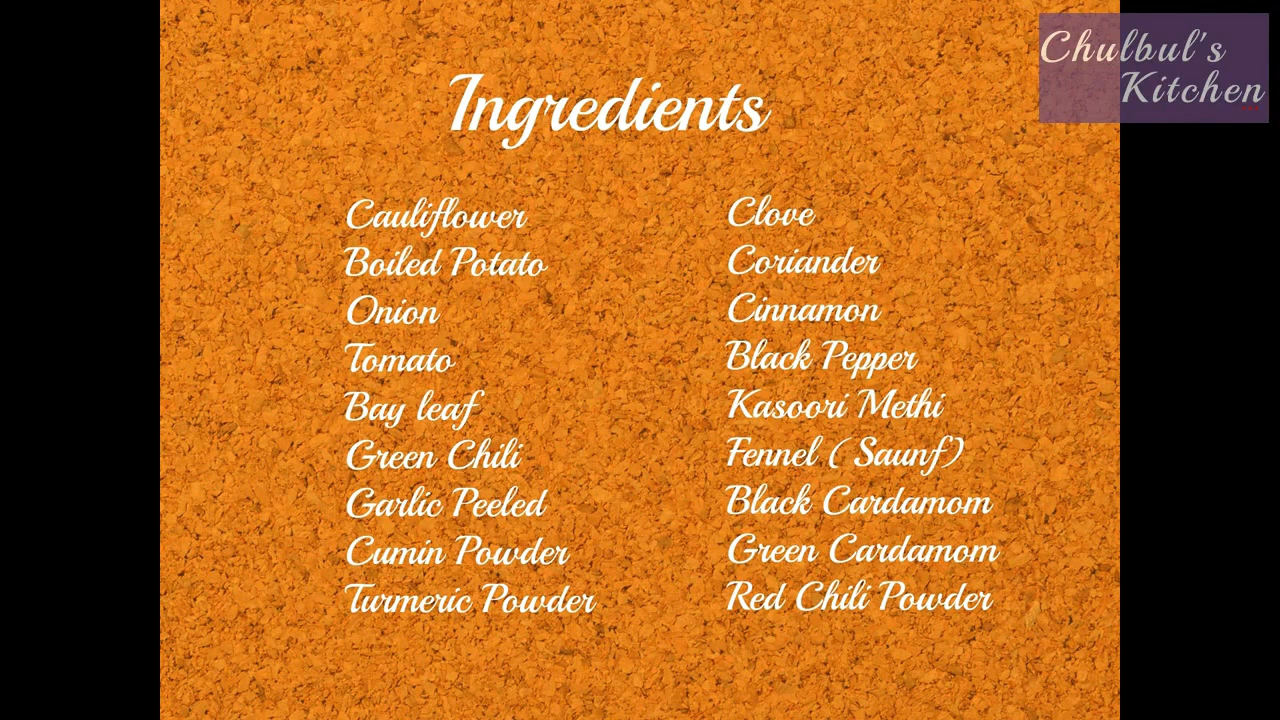 Chulbul's
Kitchen
Ingredients
Cauliflower
Boiled Potato
Onion
Tomato
Bay leaf
Green Chili
Garlic Peeled
Cumin Powder
Turmeric Powder
Clove
Coriander
Cinnamon
Black Pepper
Kasoori Methi
Fennel ( Saunf)
Black Cardamom
Green Cardamom
Red Chili Powder